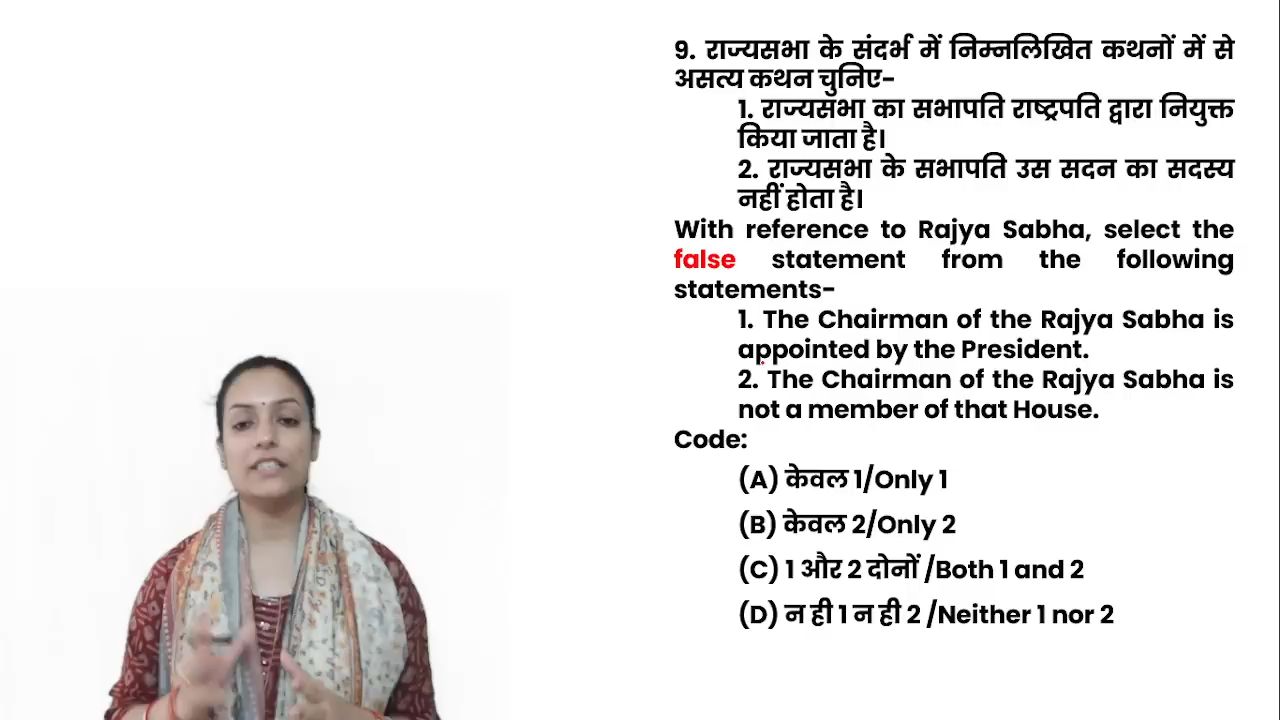 9. राज्यसभा के संदर्भ में निम्नलिखित कथनों में से
असत्य कथन चुनिए-
1. राज्यसभा का सभापति राष्ट्रपति द्वारा नियुक्त
किया जाता है।
2. राज्यसभा के सभापति उस सदन का सदस्य
नहीं होता है।
With reference to Rajya Sabha, select the
false statement from the following
statements-
1. The Chairman of the Rajya Sabha is
appointed by the President.
2. The Chairman of the Rajya Sabha is
not a member of that House.
Code:
(A) केवल 1/Only 1
(B) केवल 2/Only 2
(C) 1 और 2 दोनों /Both 1 and 2
(D) न ही 1 न ही 2 /Neither 1 nor 2